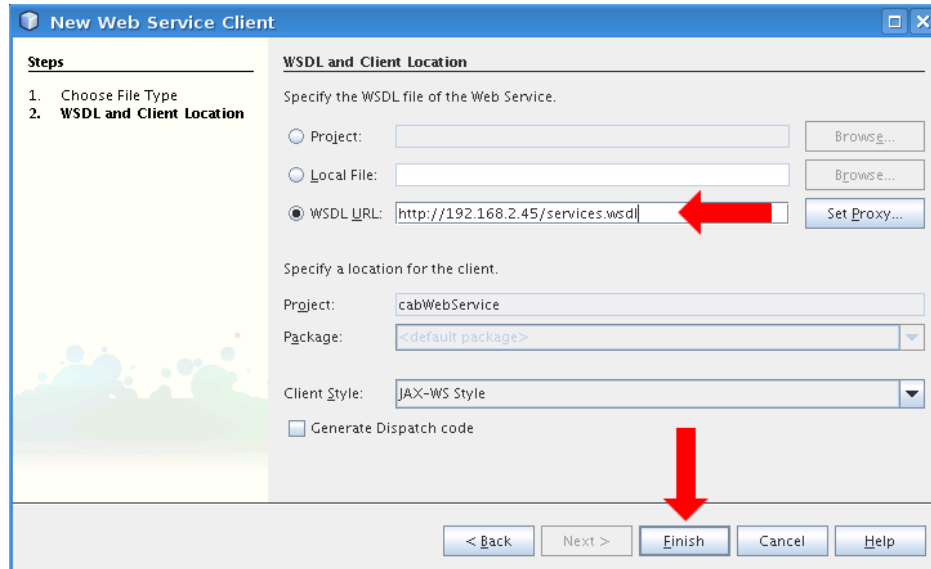 New Web Service Client
Steps
1. Choose File Type
2. WSDL and Client Location
WSDL and Client Location
Specify the WSDL file of the Web Service.
Project:
Browse...
Local File:
Browse...
WSDL URL: http://192.168.2.45/services.wsdl
Set Proxy...
Specify a location for the client.
Project: cabWebService
Package: <default package>
Client Style: JAX-WS Style
Generate Dispatch code
< Back Next > Finish Cancel Help